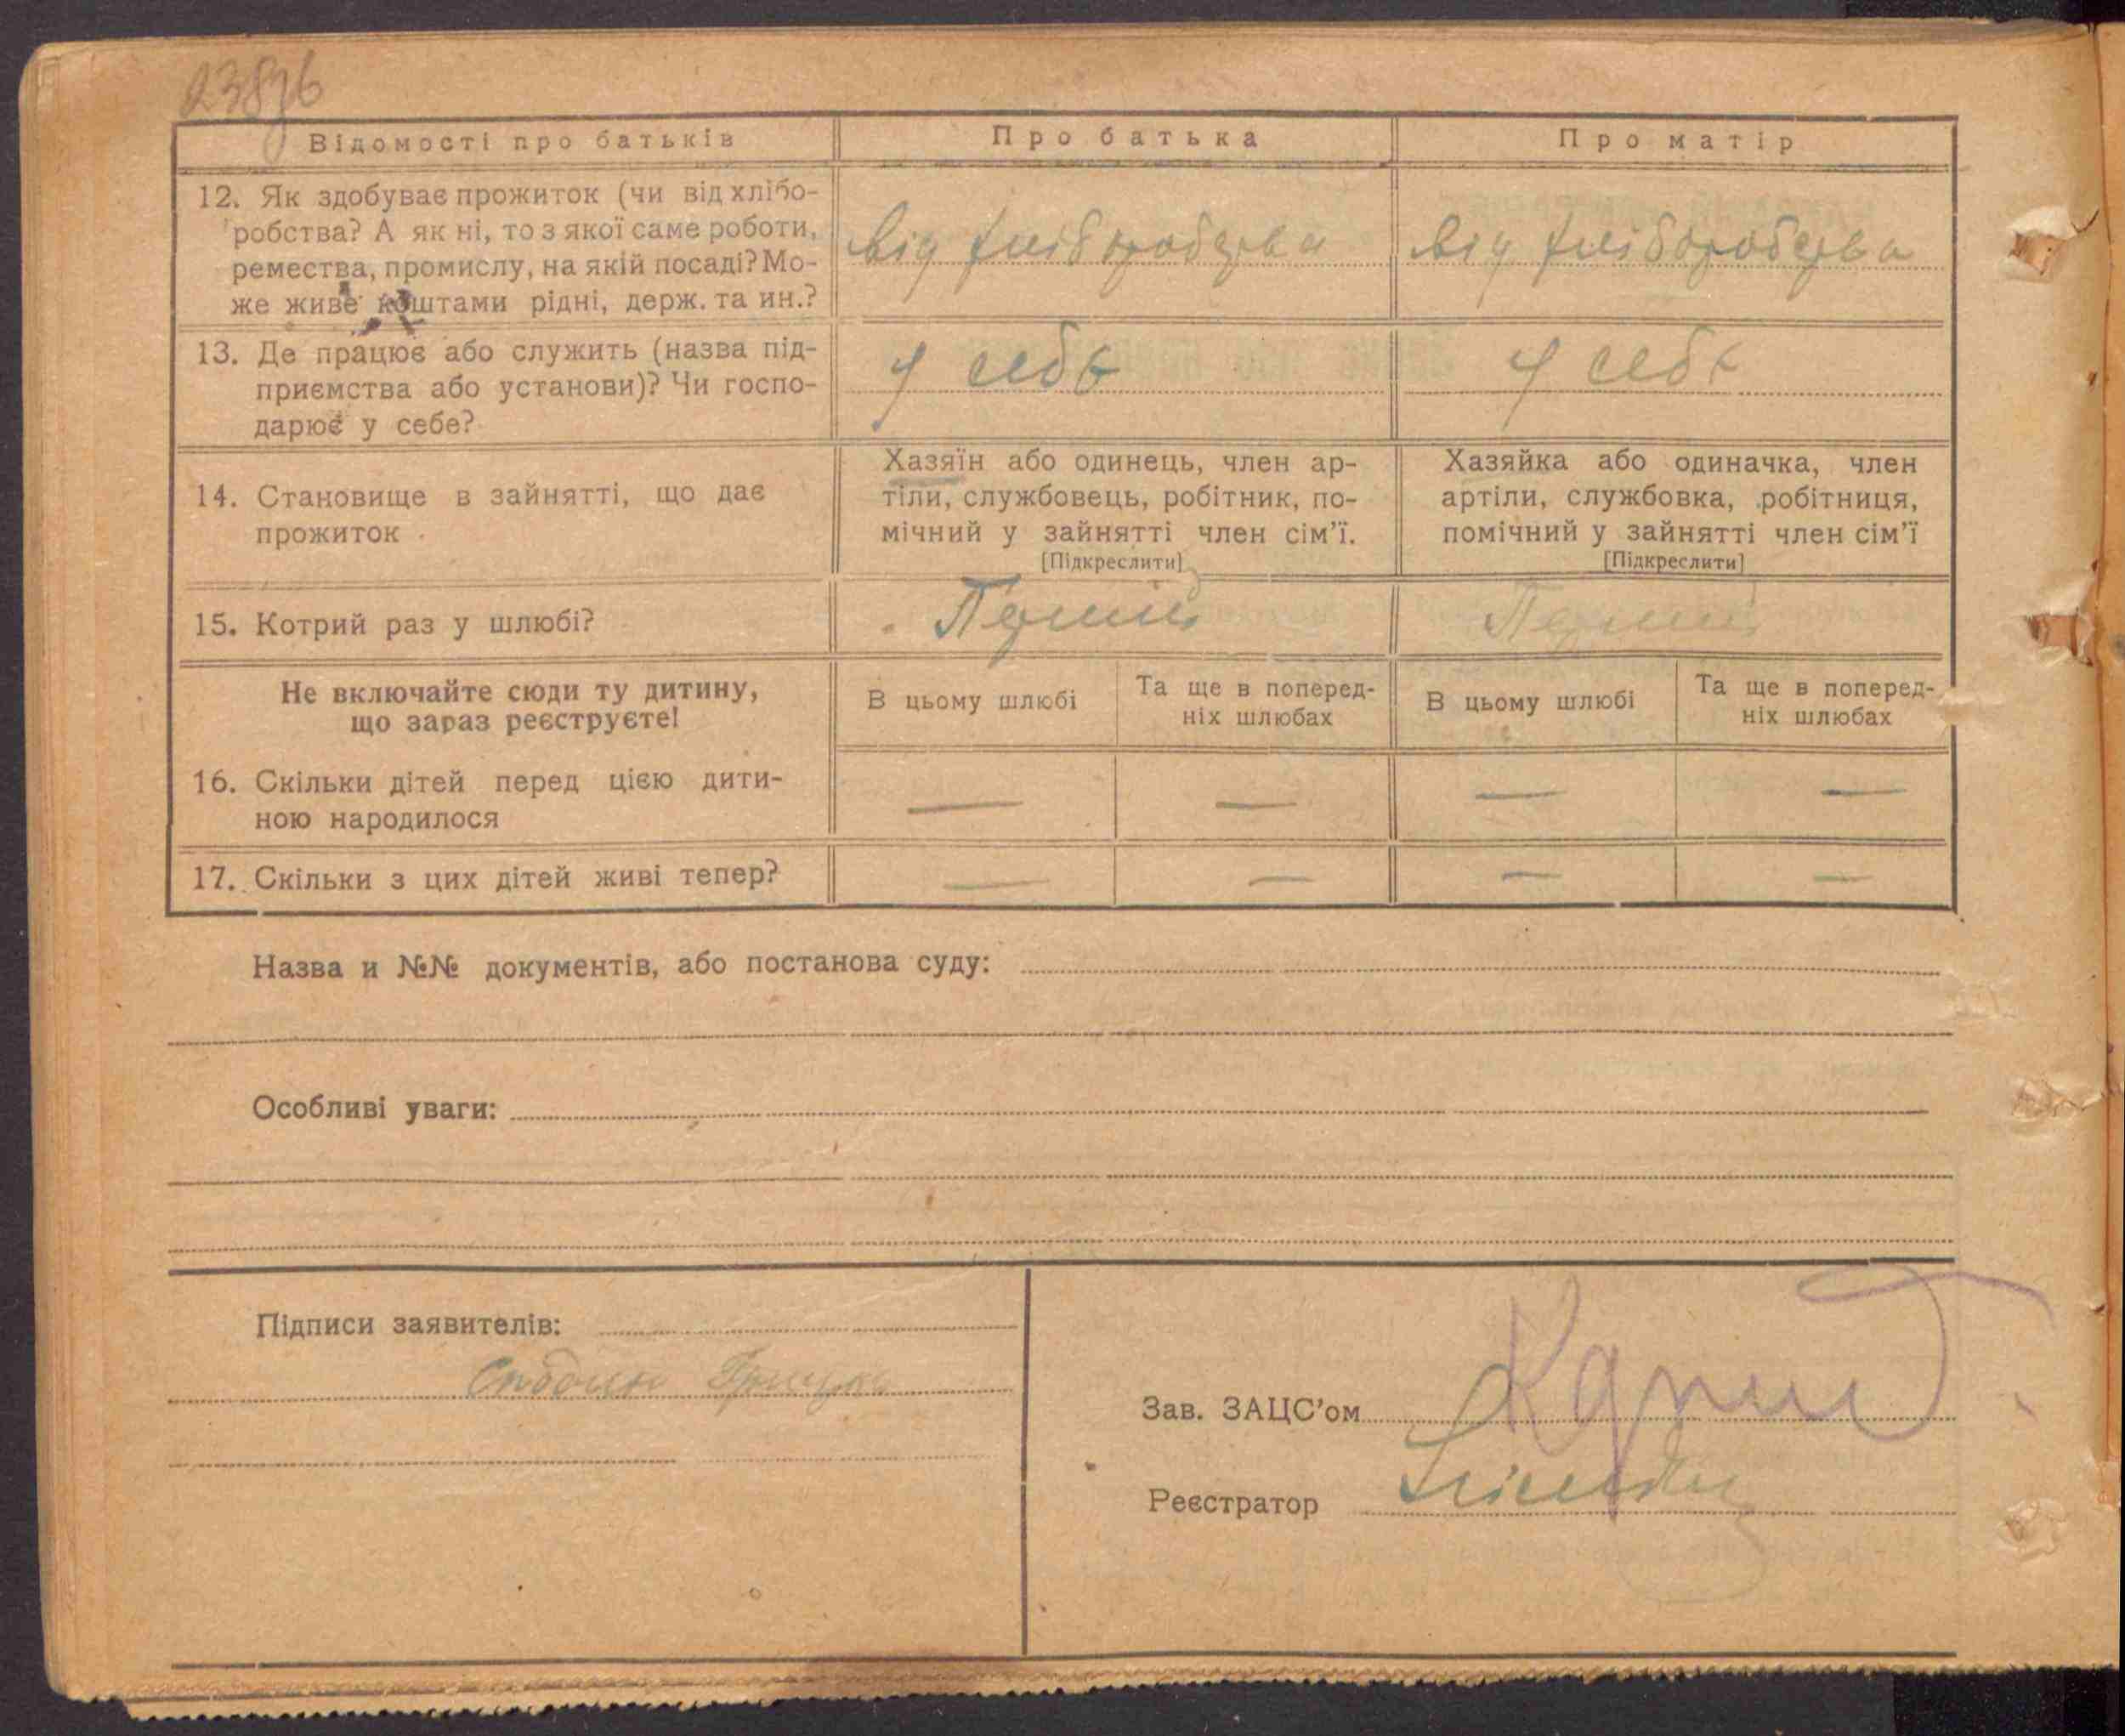 Відомості про батьків
Про батька
Про матір
12. Як здобуває прожиток (чи від хлібо-
робства? А як ні, то з якої саме роботи,
ремества, промислу, на якій посаді? Мо-
же живе коштами рідні, держ. та ин.?
від хліборобства
від хліборобства
13. Де працює або служить (назва під-
приємства або установи)? Чи госпо-
дарює у себе?
У себе
У себе
14. Становище в зайнятті, що дає
прожиток
Хазяїн або одинець, член ар-
тіли, службовець, робітник, по-
мічний у зайнятті член сім’ї.
[Підкреслити]
Хазяйка або одиначка, член
артіли, службовка, робітниця,
помічний у зайнятті член сім’ї
[Підкреслити]
15. Котрий раз у шлюбі?
Перший
Перший
Не включайте сюди ту дитину,
що зараз реєструєте!
В цьому шлюбі
Та ще в поперед-
ніх шлюбах
В цьому шлюбі
Та ще в поперед-
ніх шлюбах
16. Скільки дітей перед цією дити-
ною народилося
— — — —
17. Скільки з цих дітей живі тепер?
— — — —
Назва и №№ документів, або постанова суду:
Особливі уваги:
Підписи заявителів:
Зав. ЗАЦС’ом
Реєстратор